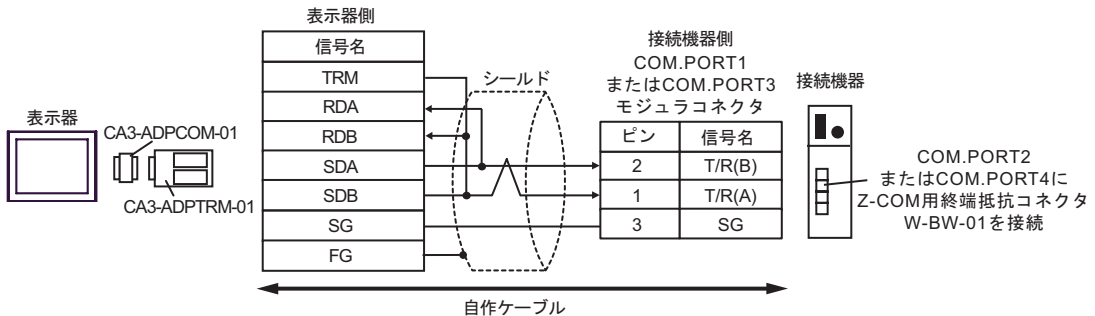 表示器
CA3-ADPCOM-01
CA3-ADPTRM-01
表示器側
信号名
TRM
RDA
RDB
SDA
SDB
SG
FG
シールド
接続機器側
COM.PORT1
またはCOM.PORT3
モジュラコネクタ
ピン 信号名
2 T/R(B)
1 T/R(A)
3 SG
接続機器
COM.PORT2
またはCOM.PORT4に
Z-COM用終端抵抗コネクタ
W-BW-01を接続
自作ケーブル